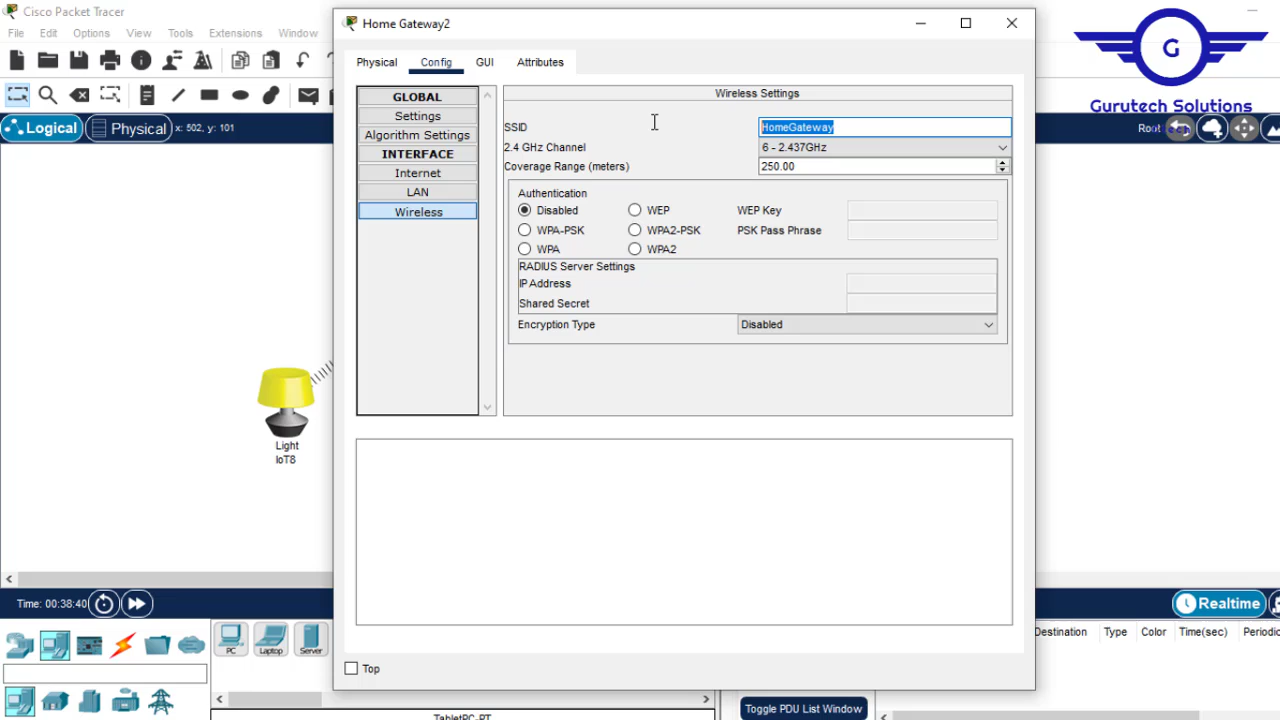 Cisco Packet Tracer
File Edit Options View Tools Extensions Window
Logical Physical x: 502, y: 101
Root
G
Gurutech Solutions
Home Gateway2
Physical Config GUI Attributes
GLOBAL
Settings
Algorithm Settings
INTERFACE
Internet
LAN
Wireless
Wireless Settings
SSID HomeGateway
2.4 GHz Channel 6 - 2.437GHz
Coverage Range (meters) 250.00
Authentication
Disabled WEP WEP Key
WPA-PSK WPA2-PSK PSK Pass Phrase
WPA WPA2
RADIUS Server Settings
IP Address
Shared Secret
Encryption Type Disabled
Light
IoT8
Top
Time: 00:38:40
Realtime
PC Laptop Server
Destination Type Color Time(sec) Periodic
TabletPC-PT
Toggle PDU List Window